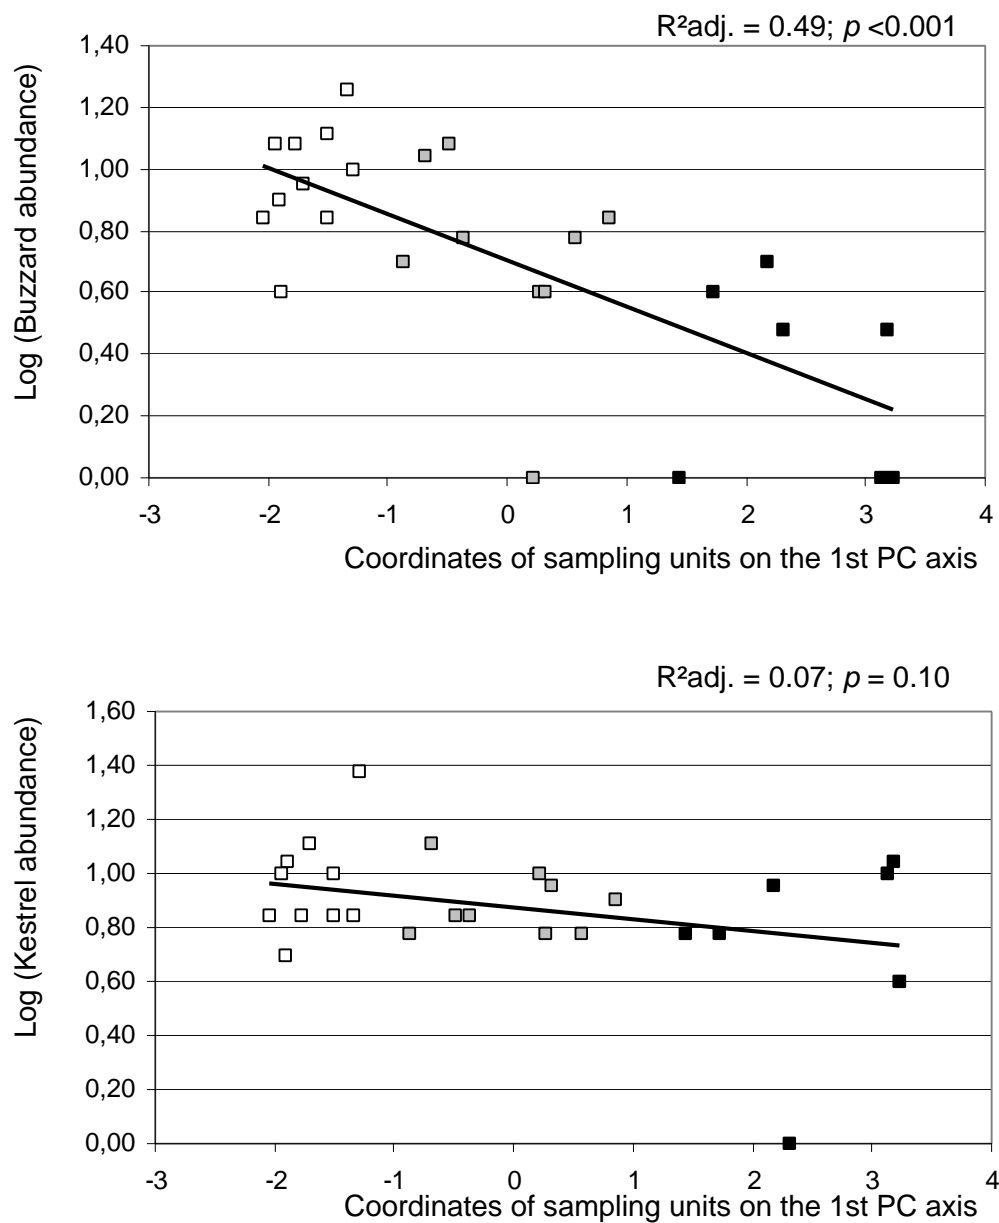 R²adj. = 0.49; p <0.001
1,40
1,20
1,00
0,80
0,60
0,40
0,20
0,00
Log (Buzzard abundance)
-3 -2 -1 0 1 2 3 4
Coordinates of sampling units on the 1st PC axis
R²adj. = 0.07; p = 0.10
1,60
1,40
1,20
1,00
0,80
0,60
0,40
0,20
0,00
Log (Kestrel abundance)
-3 -2 -1 0 1 2 3 4
Coordinates of sampling units on the 1st PC axis